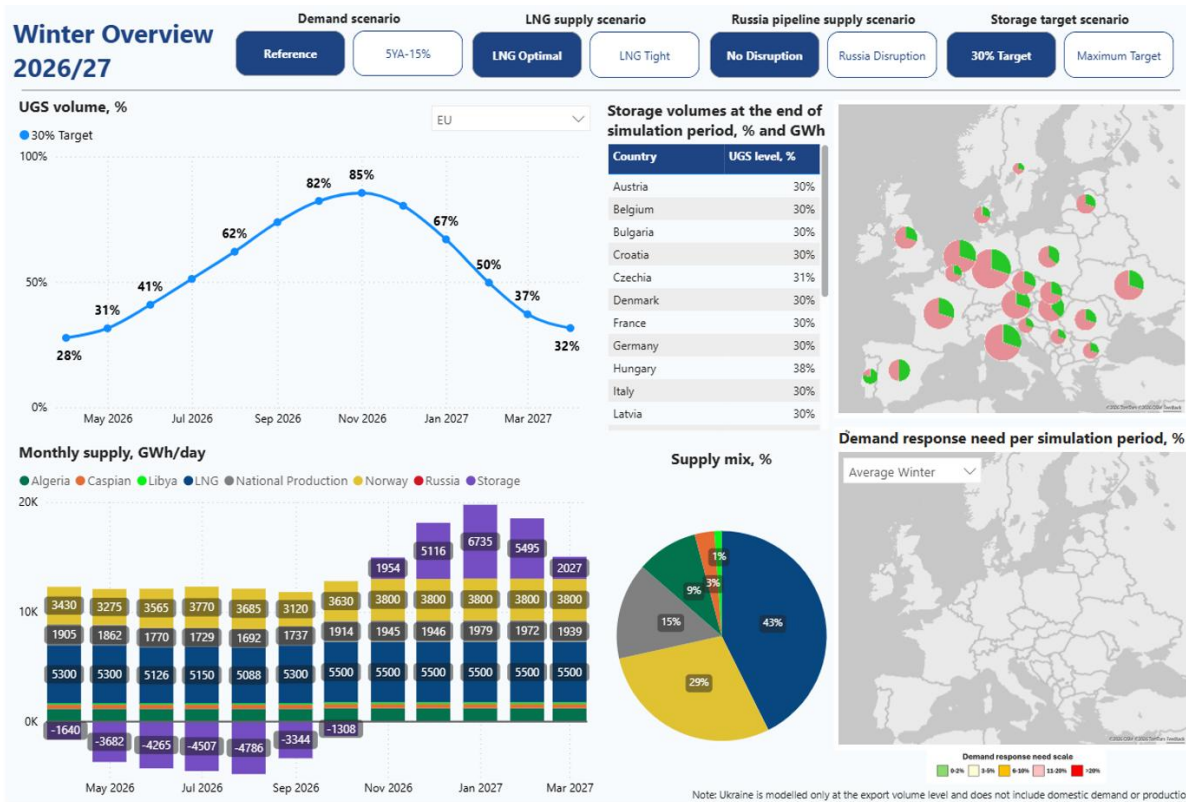 Winter Overview
2026/27
Demand scenario
Reference
5YA-15%
LNG supply scenario
LNG Optimal
LNG Tight
Russia pipeline supply scenario
No Disruption
Russia Disruption
Storage target scenario
30% Target
Maximum Target
UGS volume, %
EU
30% Target
100%
50%
0%
28%
31%
41%
62%
82%
85%
67%
50%
37%
32%
May 2026
Jul 2026
Sep 2026
Nov 2026
Jan 2027
Mar 2027
Storage volumes at the end of
simulation period, % and GWh
Country UGS level, %
Austria 30%
Belgium 30%
Bulgaria 30%
Croatia 30%
Czechia 31%
Denmark 30%
France 30%
Germany 30%
Hungary 38%
Italy 30%
Latvia 30%
Monthly supply, GWh/day
Algeria Caspian Libya LNG National Production Norway Russia Storage
20K
10K
0K
1954 5116 6735 5495 2027
3430 3275 3565 3770 3685 3120 3630 3800 3800 3800 3800 3800
1905 1862 1770 1729 1692 1737 1914 1945 1946 1979 1972 1939
5300 5300 5126 5150 5088 5300 5500 5500 5500 5500 5500 5500
-1640 -3682 -4265 -4507 -4786 -3344 -1308
May 2026 Jul 2026 Sep 2026 Nov 2026 Jan 2027 Mar 2027
Supply mix, %
1%
3%
9%
15%
29%
43%
Demand response need per simulation period, %
Average Winter
Demand response need scale
0-2% 3-5% 6-10% 11-20% >20%
Note: Ukraine is modelled only at the export volume level and does not include domestic demand or productio